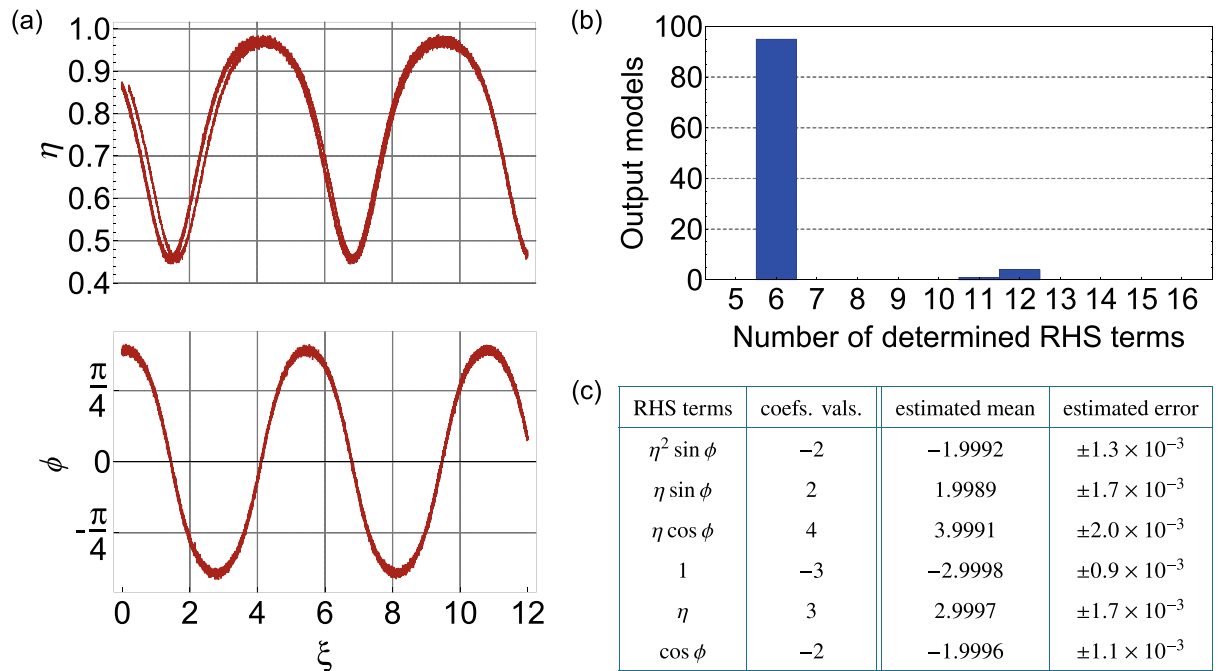 (a)
1.0
0.9
0.8
0.7
0.6
0.5
0.4
η
π/4
0
-π/4
ϕ
0 2 4 6 8 10 12
ξ
(b)
100
80
60
40
20
0
Output models
5 6 7 8 9 10 11 12 13 14 15 16
Number of determined RHS terms
(c)
RHS terms coefs. vals. estimated mean estimated error
η² sin ϕ −2 −1.9992 ±1.3 × 10⁻³
η sin ϕ 2 1.9989 ±1.7 × 10⁻³
η cos ϕ 4 3.9991 ±2.0 × 10⁻³
1 −3 −2.9998 ±0.9 × 10⁻³
η 3 2.9997 ±1.7 × 10⁻³
cos ϕ −2 −1.9996 ±1.1 × 10⁻³